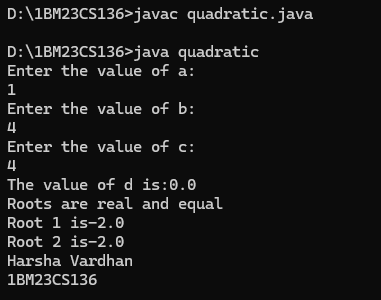 D:\1BM23CS136>javac quadratic.java
D:\1BM23CS136>java quadratic
Enter the value of a:
1
Enter the value of b:
4
Enter the value of c:
4
The value of d is:0.0
Roots are real and equal
Root 1 is-2.0
Root 2 is-2.0
Harsha Vardhan
1BM23CS136